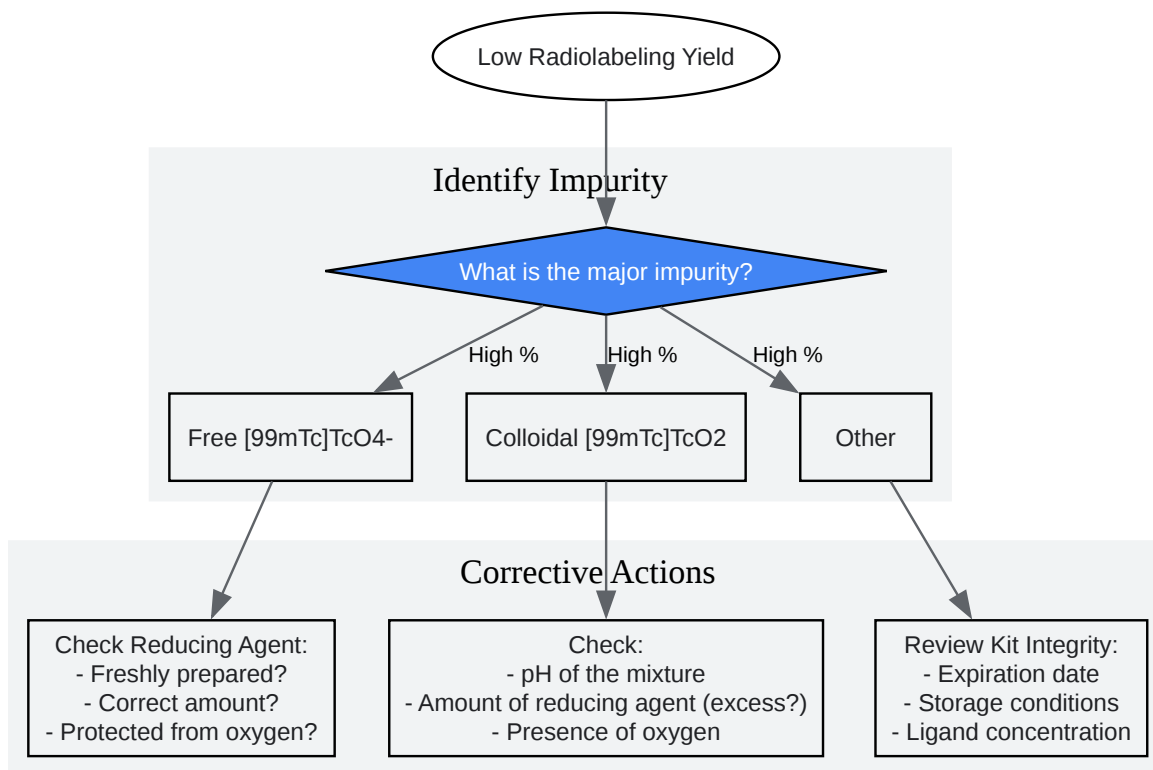 Low Radiolabeling Yield
Identify Impurity
What is the major impurity?
High %
High %
High %
Free [99mTc]TcO4-
Colloidal [99mTc]TcO2
Other
Corrective Actions
Check Reducing Agent:
- Freshly prepared?
- Correct amount?
- Protected from oxygen?
Check:
- pH of the mixture
- Amount of reducing agent (excess?)
- Presence of oxygen
Review Kit Integrity:
- Expiration date
- Storage conditions
- Ligand concentration